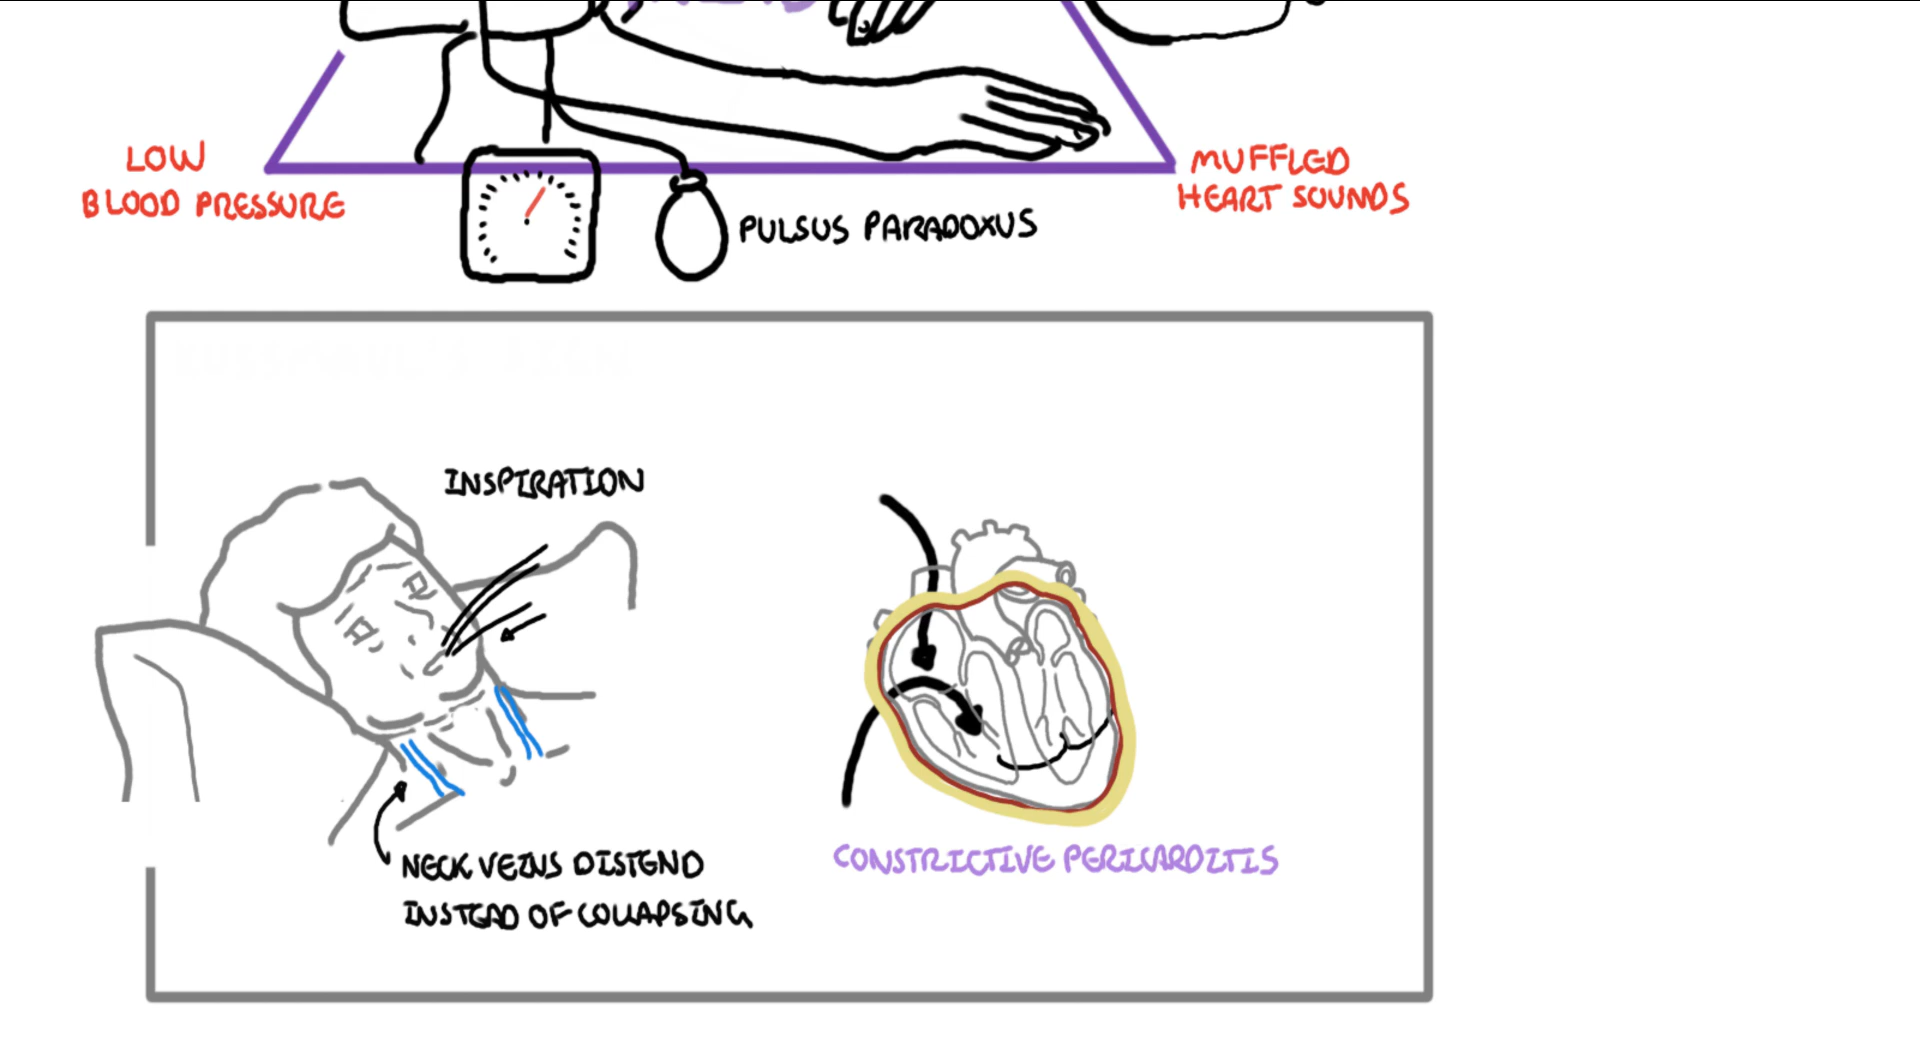 LOW
BLOOD PRESSURE
MUFFLED
HEART SOUNDS
PULSUS PARADOXUS
INSPIRATION
NECK VEINS DISTEND
INSTEAD OF COLLAPSING
CONSTRICTIVE PERICARDITIS